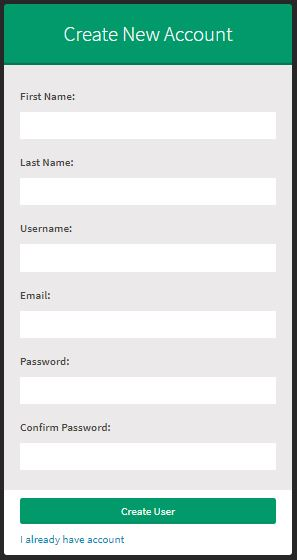 Create New Account
First Name:
Last Name:
Username:
Email:
Password:
Confirm Password:
Create User
I already have account